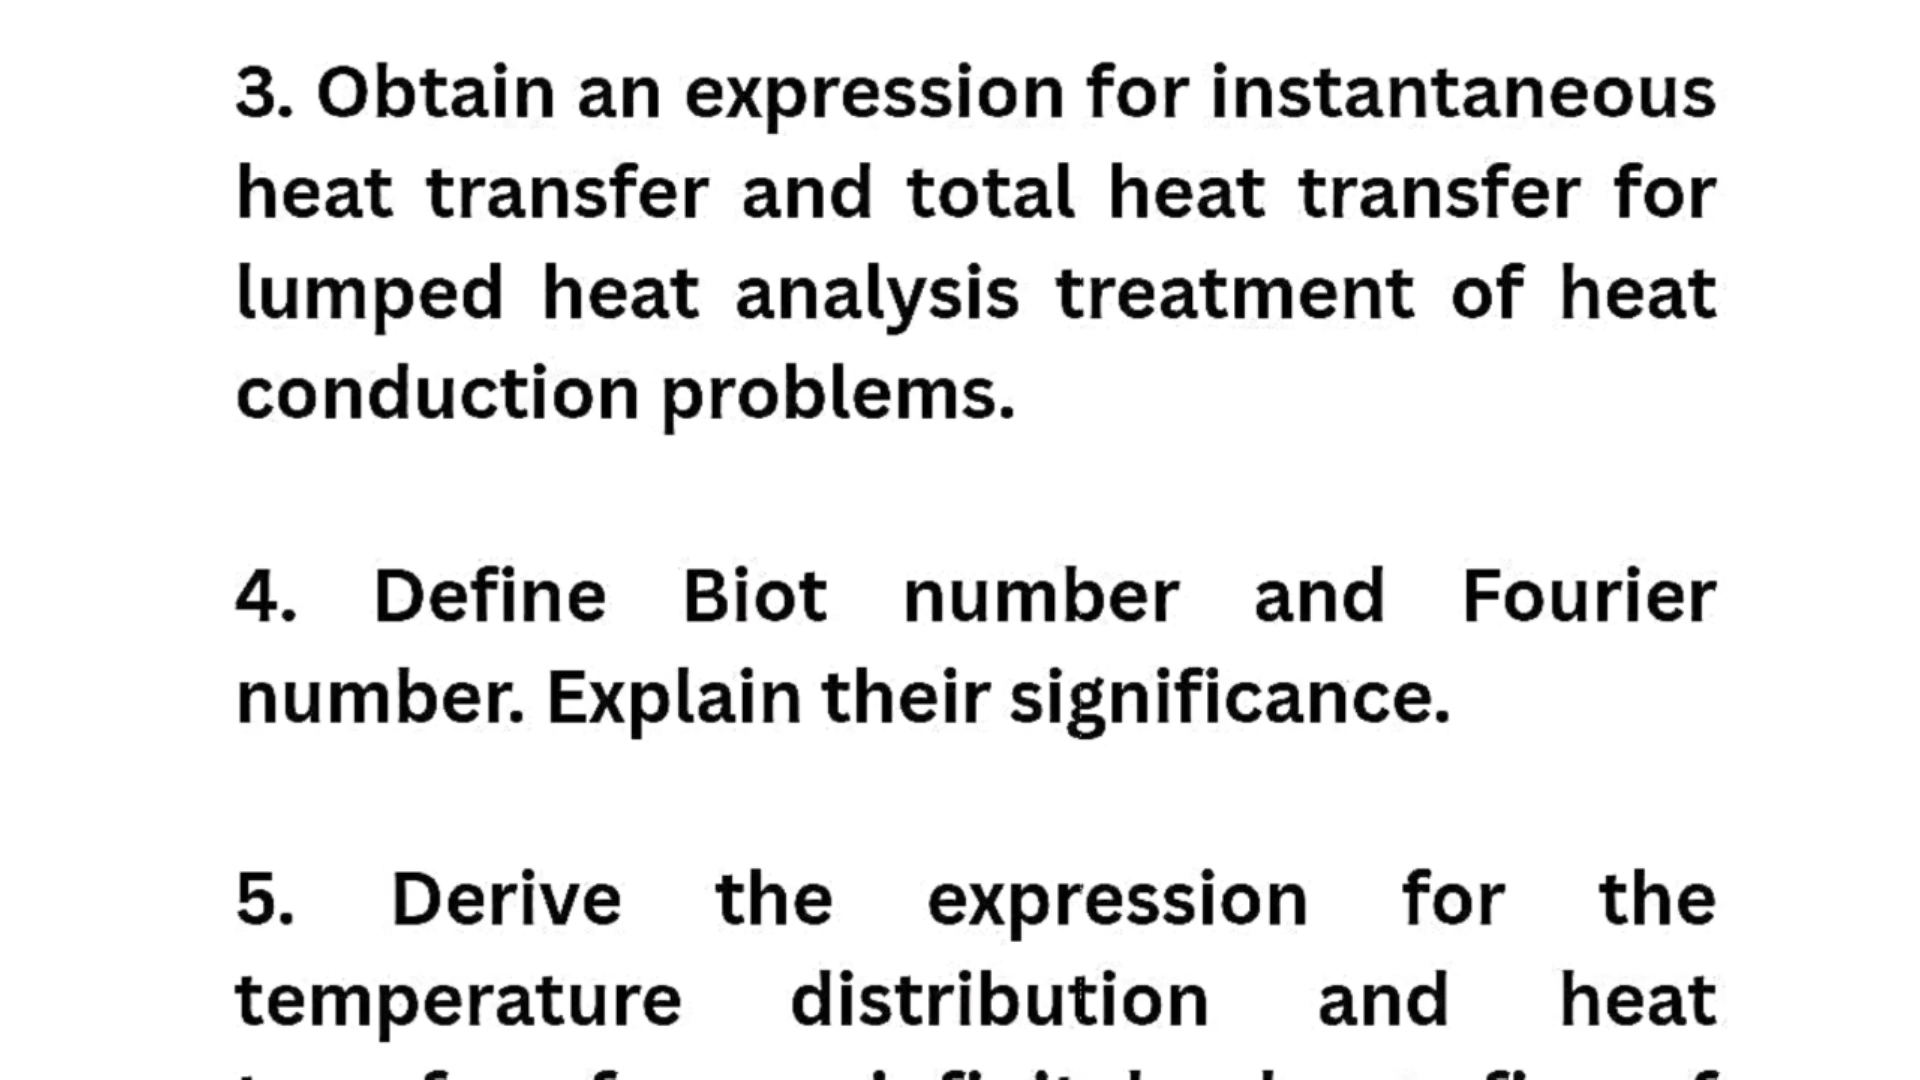 3. Obtain an expression for instantaneous
heat transfer and total heat transfer for
lumped heat analysis treatment of heat
conduction problems.
4. Define Biot number and Fourier
number. Explain their significance.
5. Derive the expression for the
temperature distribution and heat